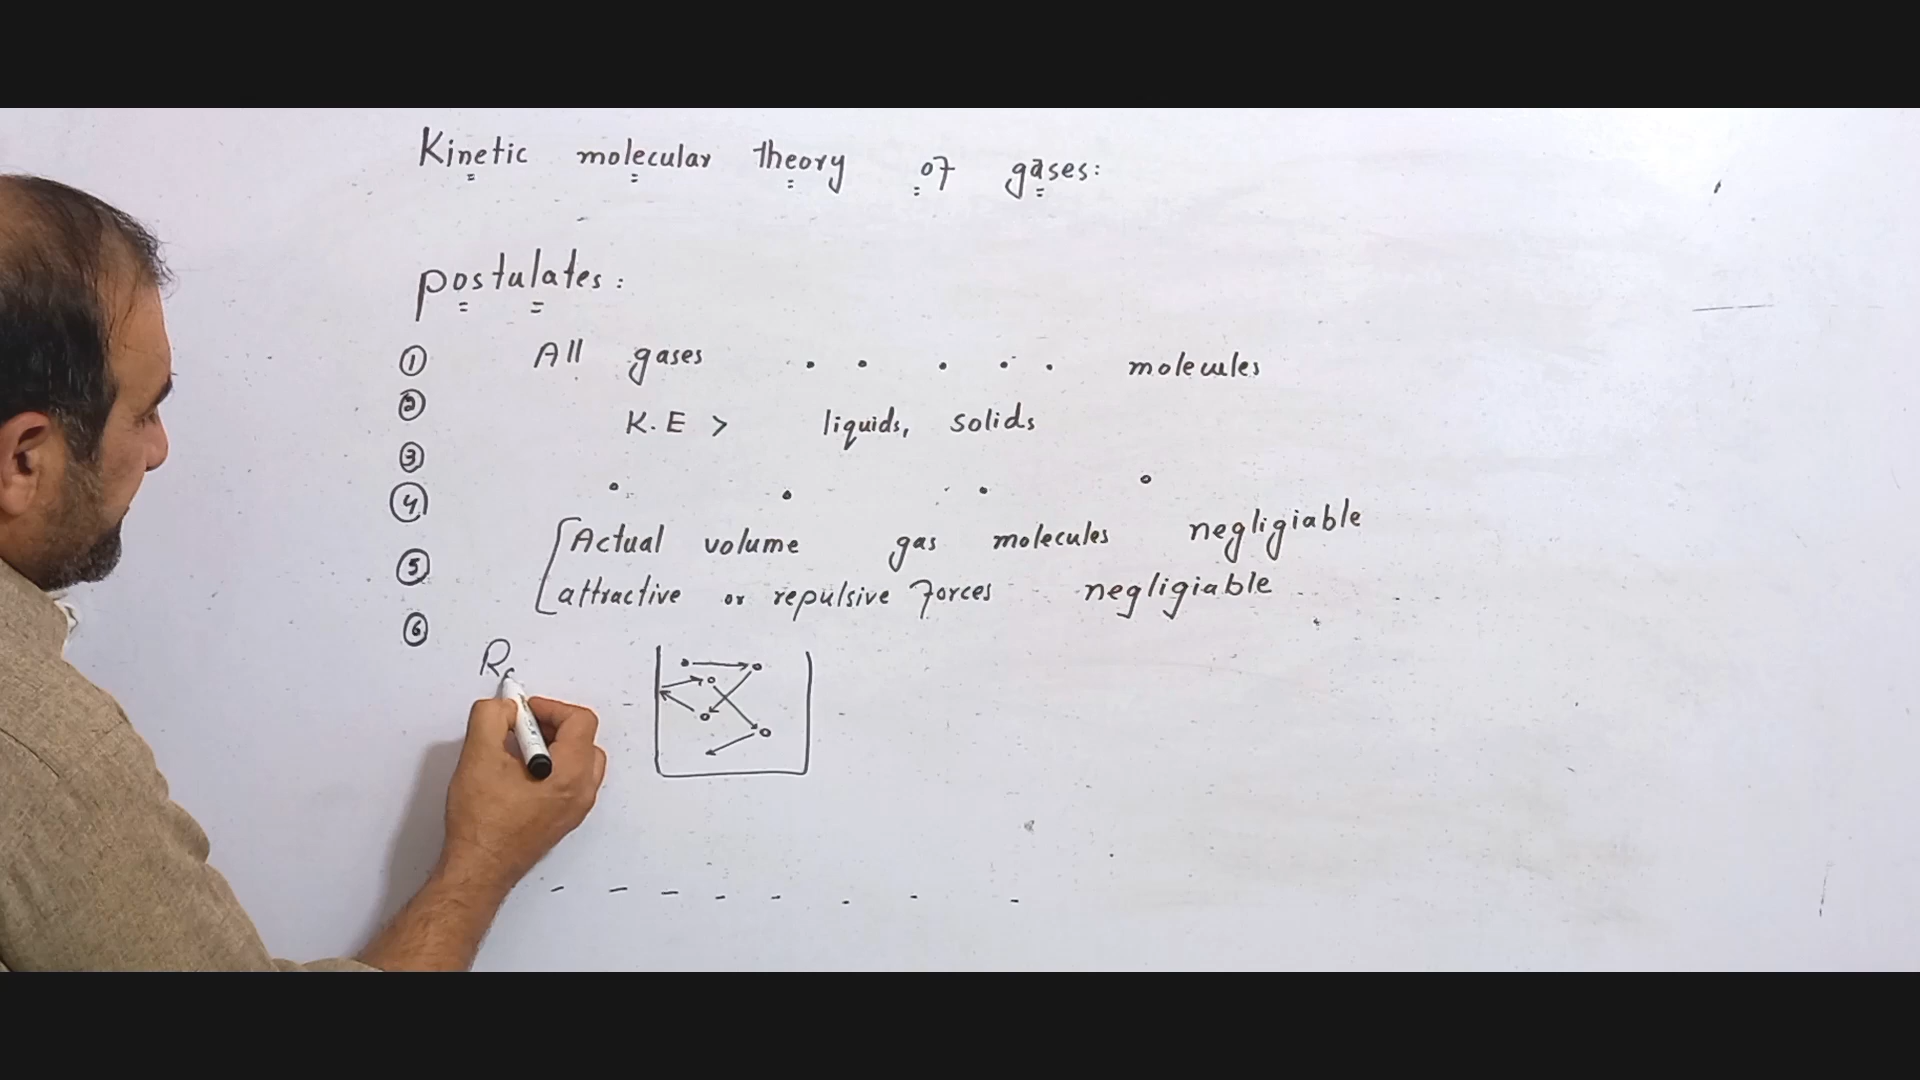 Kinetic molecular theory of gases:
postulates:
① All gases . . . . . molecules
② K.E > liquids, solids
③ . . . .
④ Actual volume gas molecules negligiable
⑤ attractive or repulsive forces negligiable
⑥